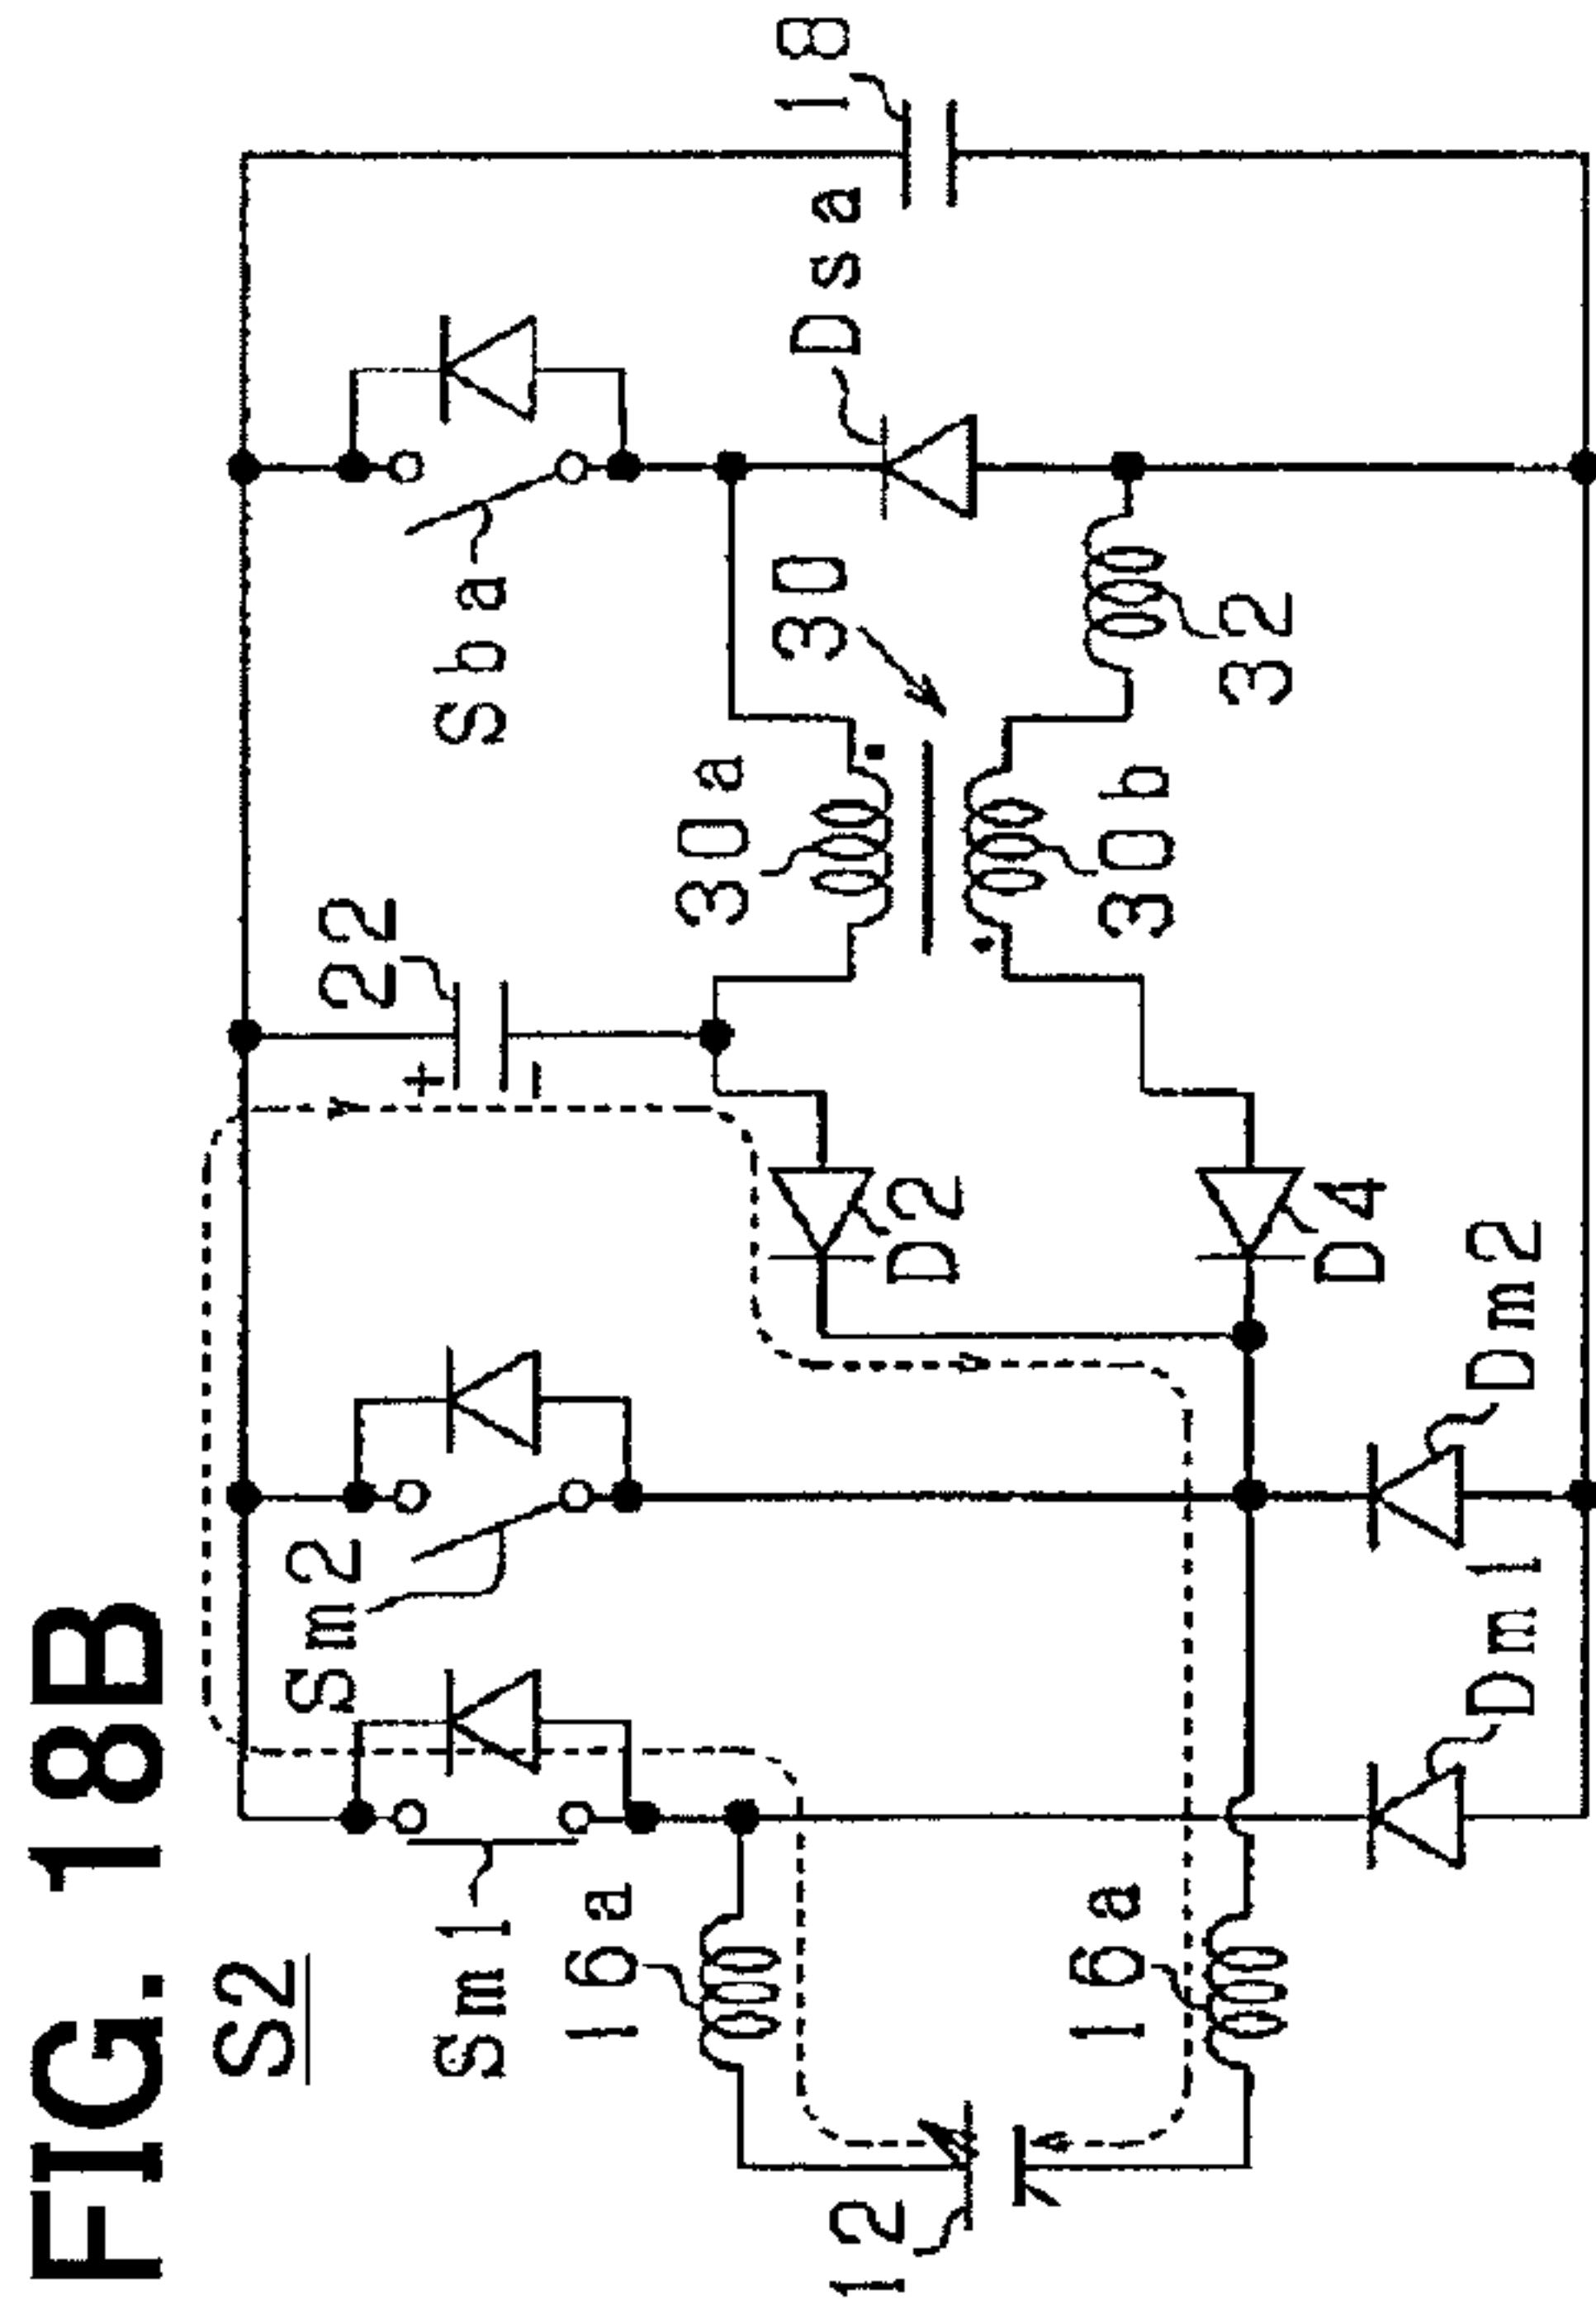 FIG. 18B
S2
Sm1
Sm2
22
+
−
Sba
16a
30a
30
Dsa
18
12
D2
16a
30b
32
D4
Dm1
Dm2